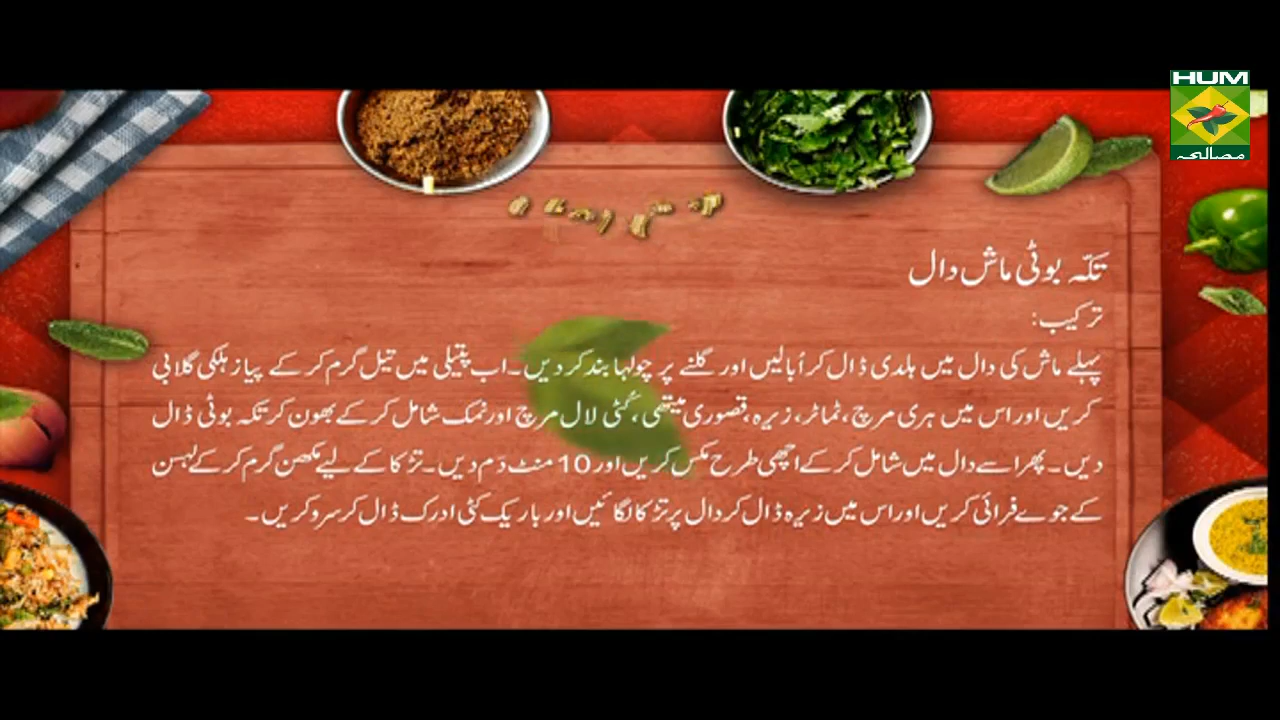 HUM
مصالحہ
تکّہ بوٹی ماش دال
ترکیب:
پہلے ماش کی دال میں ہلدی ڈال کر اُبالیں اور گلنے پر چولہا بند کر دیں۔اب پتیلی میں تیل گرم کر کے پیاز ہلکی گلابی
کریں اور اس میں ہری مرچ ،ٹماٹر، زیرہ ،قصوری میتھی ،کُٹی لال مرچ اور نمک شامل کر کے بھون کر تکہ بوٹی ڈال
دیں۔پھر اسے دال میں شامل کر کے اچھی طرح مکس کریں اور 10 منٹ دَم دیں۔تڑکا کے لیے مکھن گرم کر کے لہسن
کے جوے فرائی کریں اور اس میں زیرہ ڈال کر دال پر تڑکا لگائیں اور باریک کٹی ادرک ڈال کر سرو کریں۔